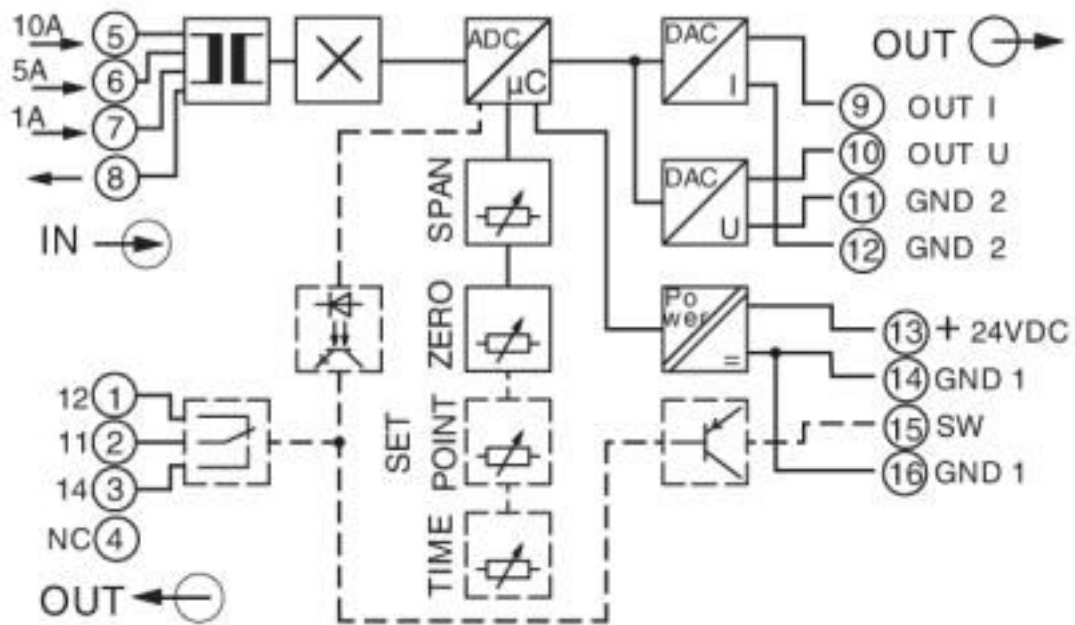 10A 5
5A 6
1A 7
8
IN
ADC
µC
DAC
I
DAC
U
OUT
9 OUT I
10 OUT U
11 GND 2
12 GND 2
SPAN
ZERO
SET
POINT
TIME
Po
wer
=
13 + 24VDC
14 GND 1
15 SW
16 GND 1
12 1
11 2
14 3
NC 4
OUT